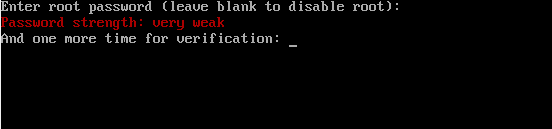 Enter root password (leave blank to disable root):
Password strength: very weak
And one more time for verification: _